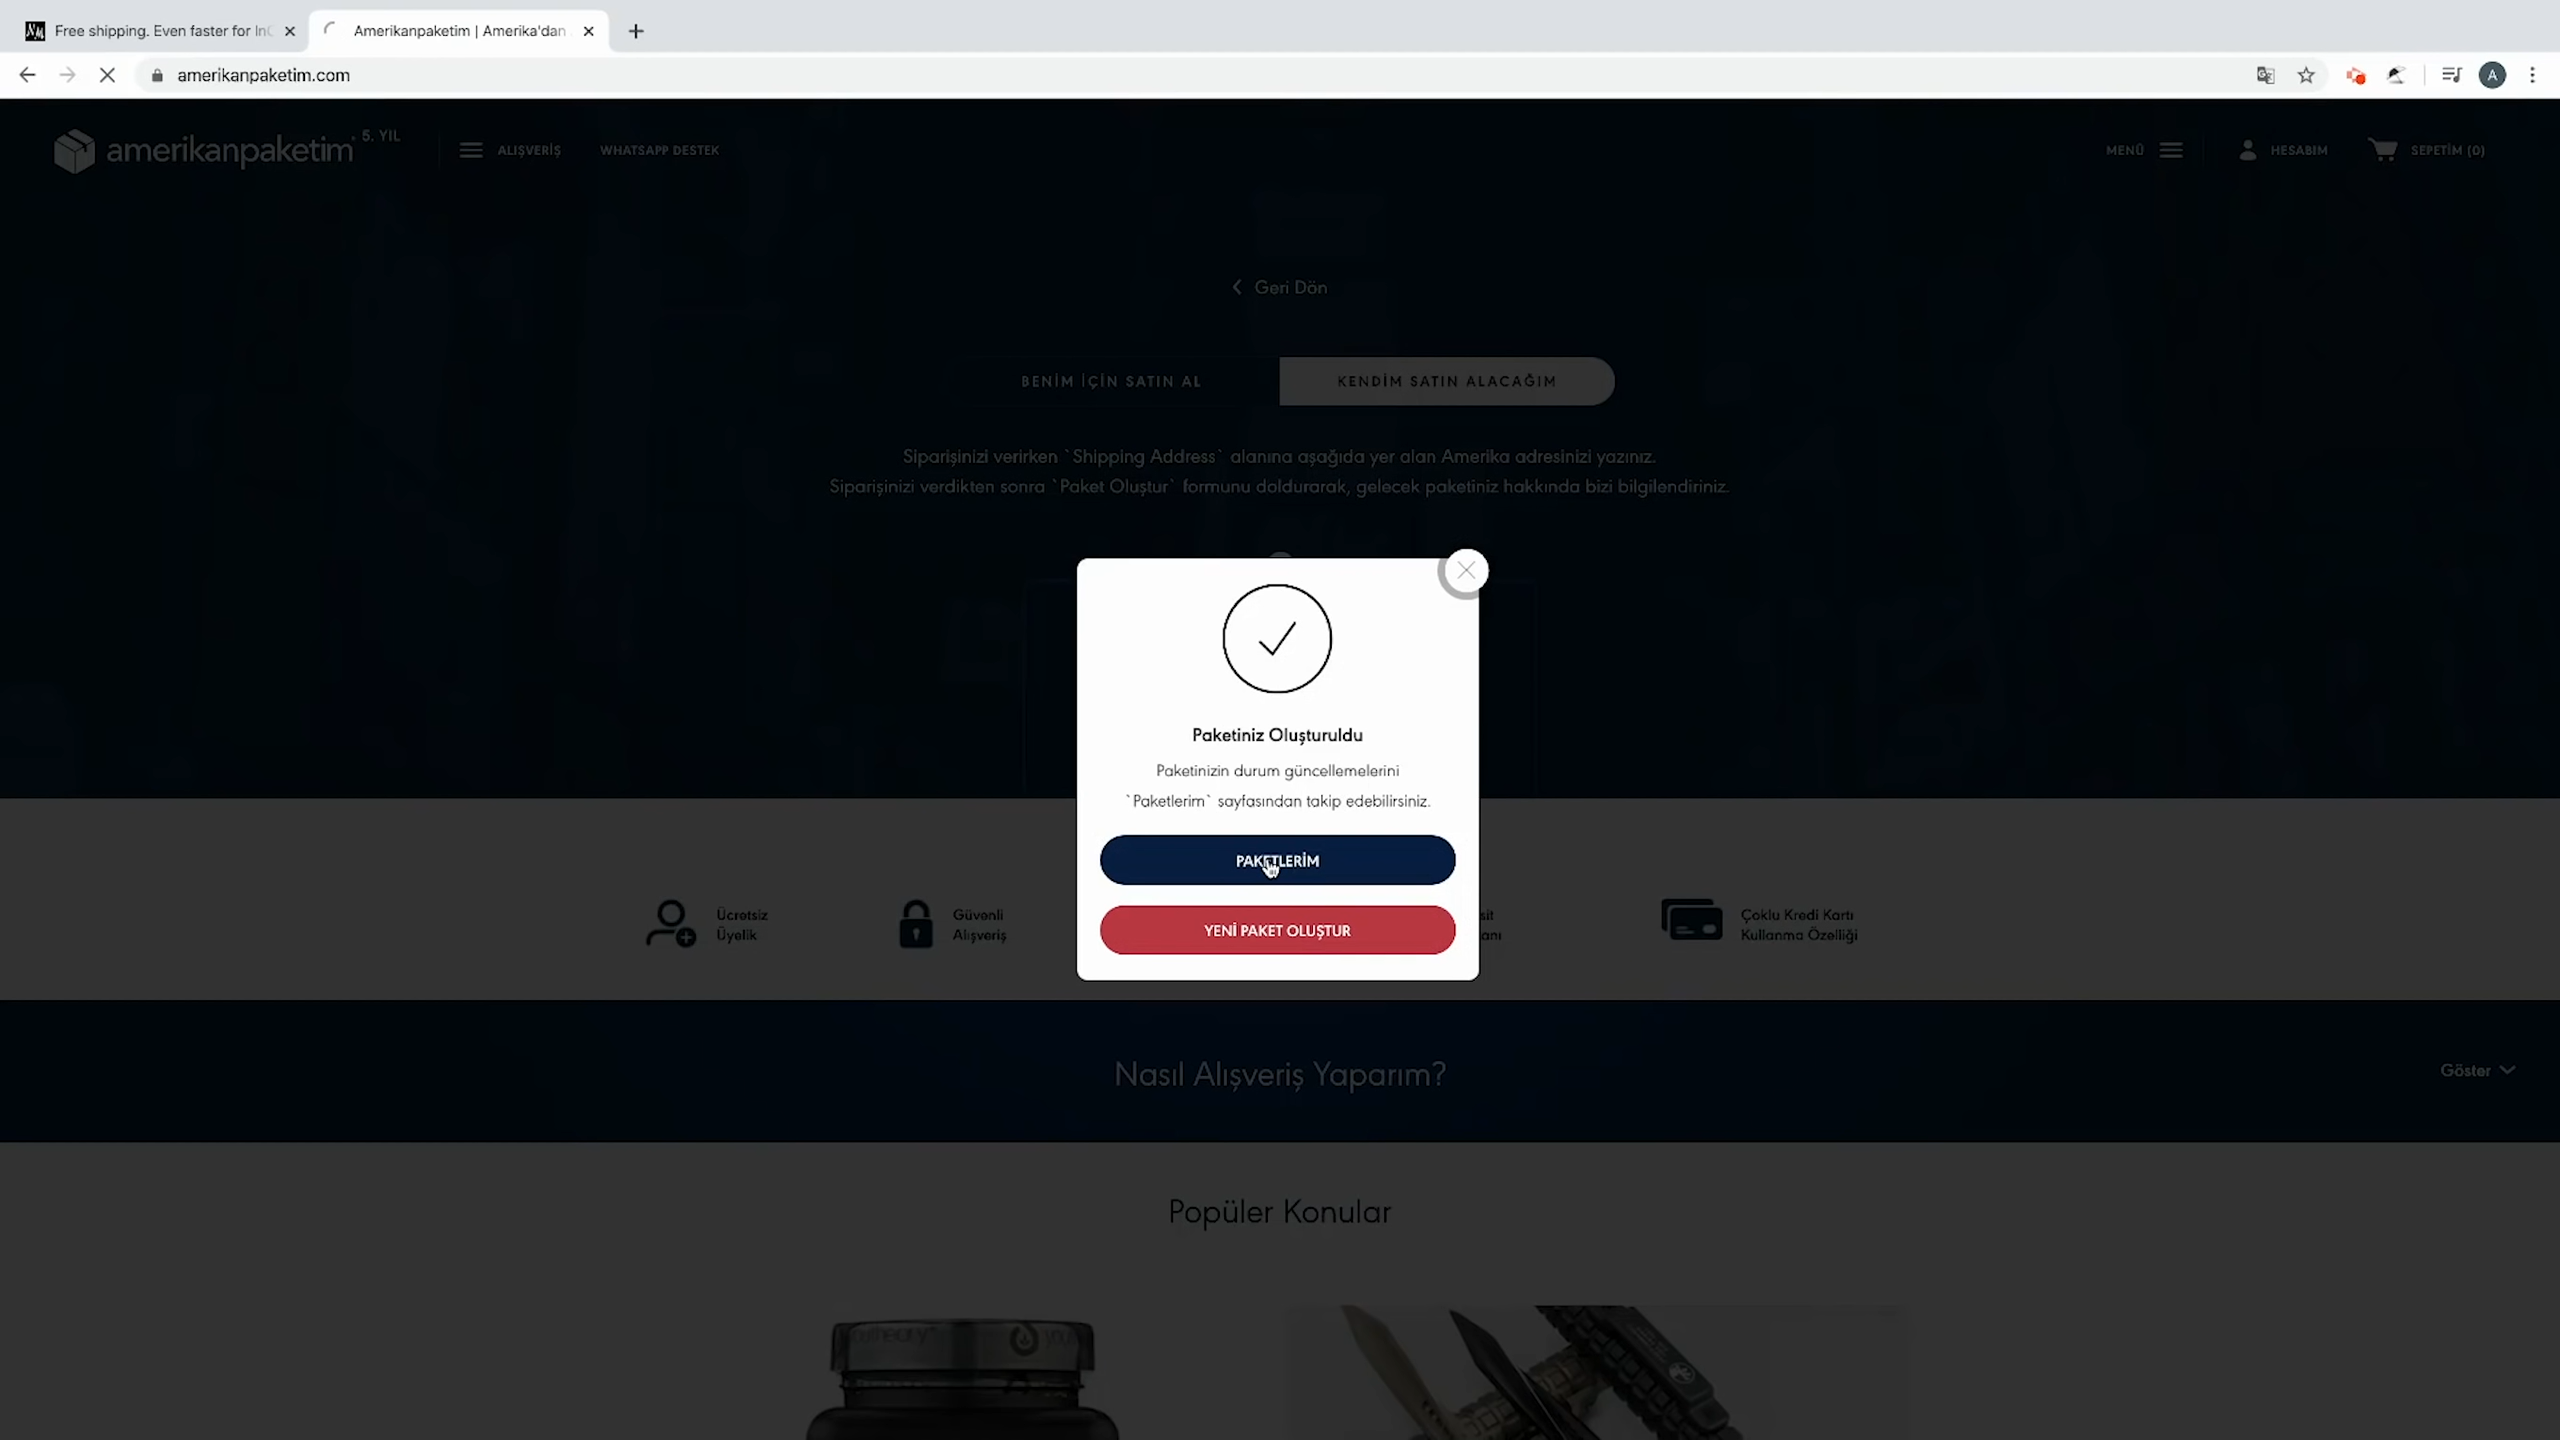 Free shipping. Even faster for InC
Amerikanpaketim | Amerika'dan
amerikanpaketim.com
A
amerikanpaketim 5. YIL
ALIŞVERİŞ
WHATSAPP DESTEK
MENÜ
HESABIM
SEPETİM (0)
Geri Dön
BENİM İÇİN SATIN AL
KENDİM SATIN ALACAĞIM
Siparişinizi verirken `Shipping Address` alanına aşağıda yer alan Amerika adresinizi yazınız.
Siparişinizi verdikten sonra `Paket Oluştur` formunu doldurarak, gelecek paketiniz hakkında bizi bilgilendiriniz.
Paketiniz Oluşturuldu
Paketinizin durum güncellemelerini
`Paketlerim` sayfasından takip edebilirsiniz.
PAKETLERİM
YENİ PAKET OLUŞTUR
Ücretsiz
Üyelik
Güvenli
Alışveriş
Çoklu Kredi Kartı
Kullanma Özelliği
Nasıl Alışveriş Yaparım?
Göster
Popüler Konular